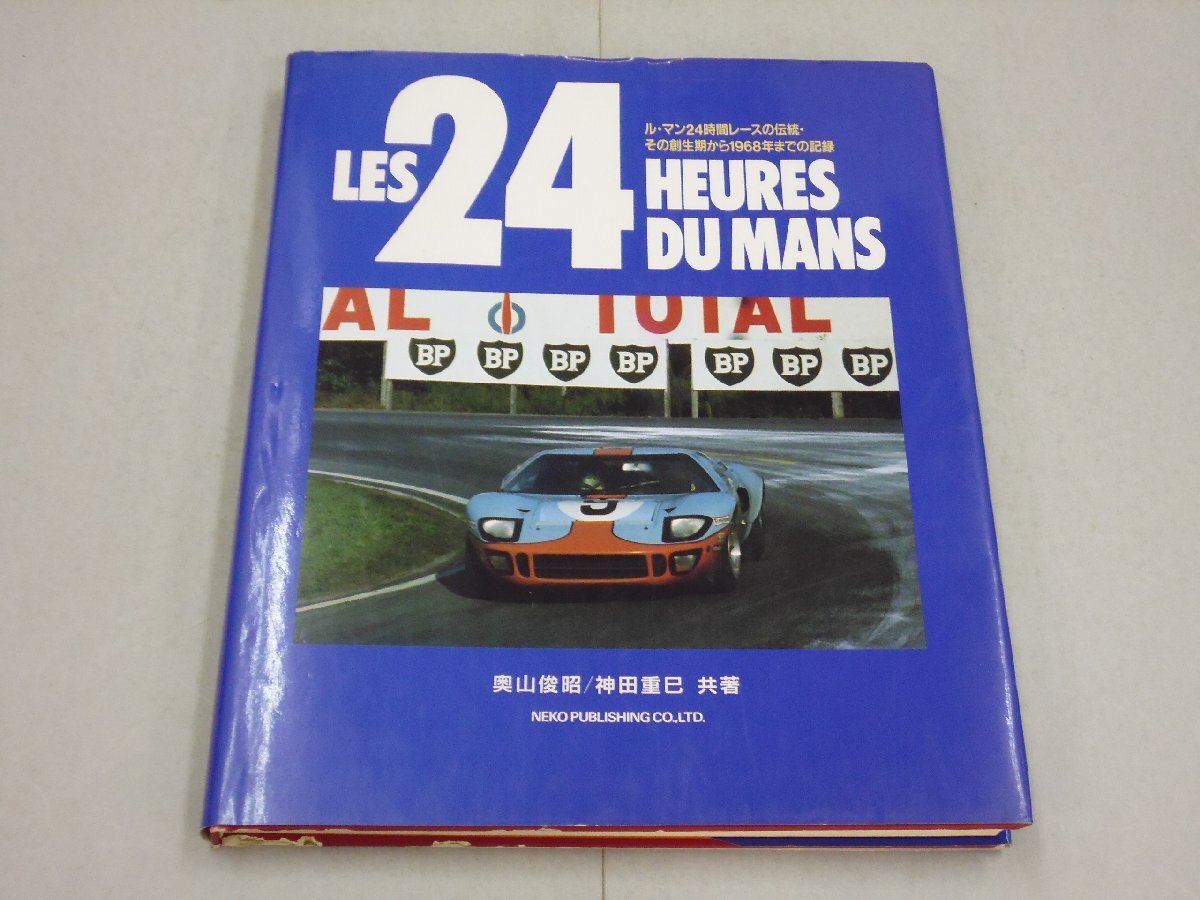 LES 24 HEURES
DU MANS
ル・マン24時間レースの伝統・
その創生期から1968年までの記録
AL TOTAL
BP BP BP BP BP BP BP
9
奥山俊昭/神田重巳 共著
NEKO PUBLISHING CO.,LTD.